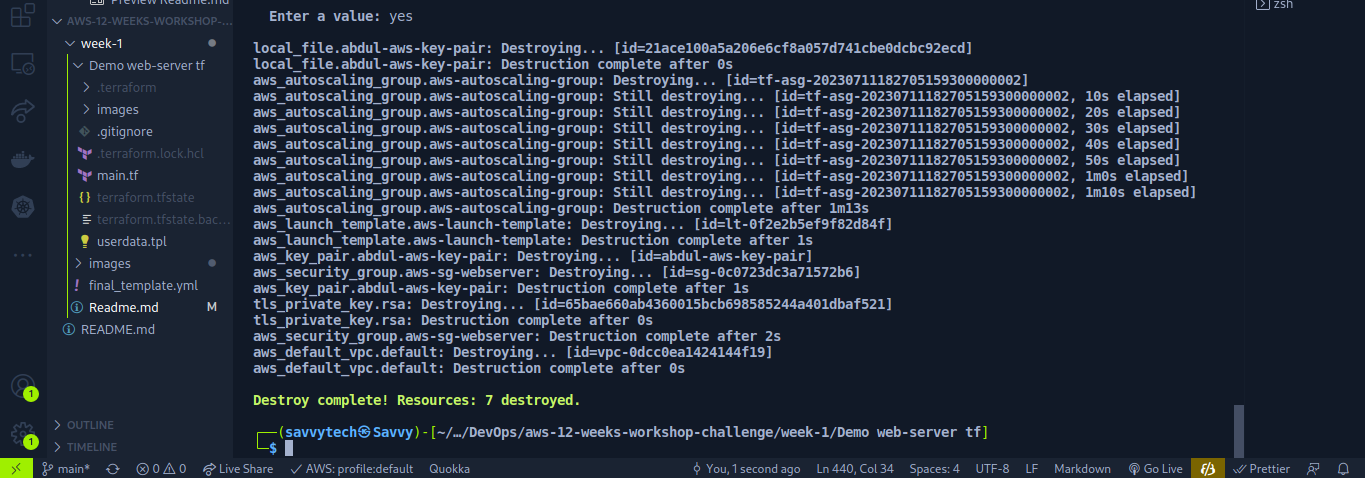 Preview Readme.md
AWS-12-WEEKS-WORKSHOP-...
week-1
Demo web-server tf
.terraform
images
.gitignore
.terraform.lock.hcl
main.tf
terraform.tfstate
terraform.tfstate.bac...
userdata.tpl
images
final_template.yml
Readme.md M
README.md
OUTLINE
TIMELINE
1
1
zsh
Enter a value: yes
local_file.abdul-aws-key-pair: Destroying... [id=21ace100a5a206e6cf8a057d741cbe0dcbc92ecd]
local_file.abdul-aws-key-pair: Destruction complete after 0s
aws_autoscaling_group.aws-autoscaling-group: Destroying... [id=tf-asg-20230711182705159300000002]
aws_autoscaling_group.aws-autoscaling-group: Still destroying... [id=tf-asg-20230711182705159300000002, 10s elapsed]
aws_autoscaling_group.aws-autoscaling-group: Still destroying... [id=tf-asg-20230711182705159300000002, 20s elapsed]
aws_autoscaling_group.aws-autoscaling-group: Still destroying... [id=tf-asg-20230711182705159300000002, 30s elapsed]
aws_autoscaling_group.aws-autoscaling-group: Still destroying... [id=tf-asg-20230711182705159300000002, 40s elapsed]
aws_autoscaling_group.aws-autoscaling-group: Still destroying... [id=tf-asg-20230711182705159300000002, 50s elapsed]
aws_autoscaling_group.aws-autoscaling-group: Still destroying... [id=tf-asg-20230711182705159300000002, 1m0s elapsed]
aws_autoscaling_group.aws-autoscaling-group: Still destroying... [id=tf-asg-20230711182705159300000002, 1m10s elapsed]
aws_autoscaling_group.aws-autoscaling-group: Destruction complete after 1m13s
aws_launch_template.aws-launch-template: Destroying... [id=lt-0f2e2b5ef9f82d84f]
aws_launch_template.aws-launch-template: Destruction complete after 1s
aws_key_pair.abdul-aws-key-pair: Destroying... [id=abdul-aws-key-pair]
aws_security_group.aws-sg-webserver: Destroying... [id=sg-0c0723dc3a71572b6]
aws_key_pair.abdul-aws-key-pair: Destruction complete after 1s
tls_private_key.rsa: Destroying... [id=65bae660ab4360015bcb698585244a401dbaf521]
tls_private_key.rsa: Destruction complete after 0s
aws_security_group.aws-sg-webserver: Destruction complete after 2s
aws_default_vpc.default: Destroying... [id=vpc-0dcc0ea1424144f19]
aws_default_vpc.default: Destruction complete after 0s
Destroy complete! Resources: 7 destroyed.
┌──(savvytech㉿Savvy)-[~/…/DevOps/aws-12-weeks-workshop-challenge/week-1/Demo web-server tf]
└─$
main* 0 0 Live Share AWS: profile:default Quokka You, 1 second ago Ln 440, Col 34 Spaces: 4 UTF-8 LF Markdown Go Live Prettier